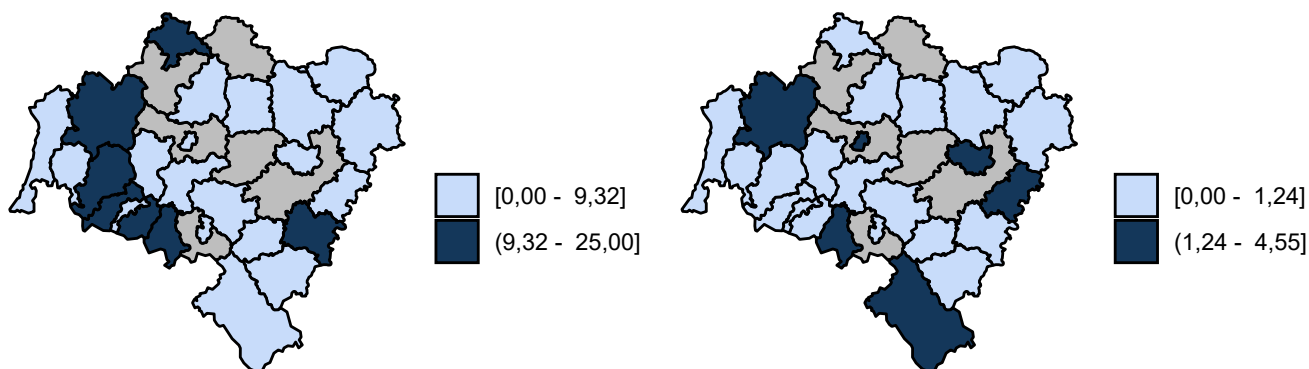 [0,00 -  9,32]
(9,32 -  25,00]
[0,00 -  1,24]
(1,24 -  4,55]